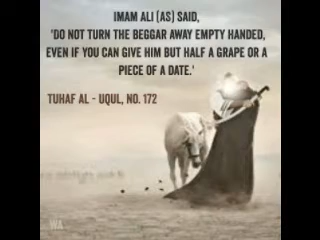 IMAM ALI (AS) SAID,
'DO NOT TURN THE BEGGAR AWAY EMPTY HANDED,
EVEN IF YOU CAN GIVE HIM BUT HALF A GRAPE OR A
PIECE OF A DATE.'
TUHAF AL - UQUL, NO. 172
WA